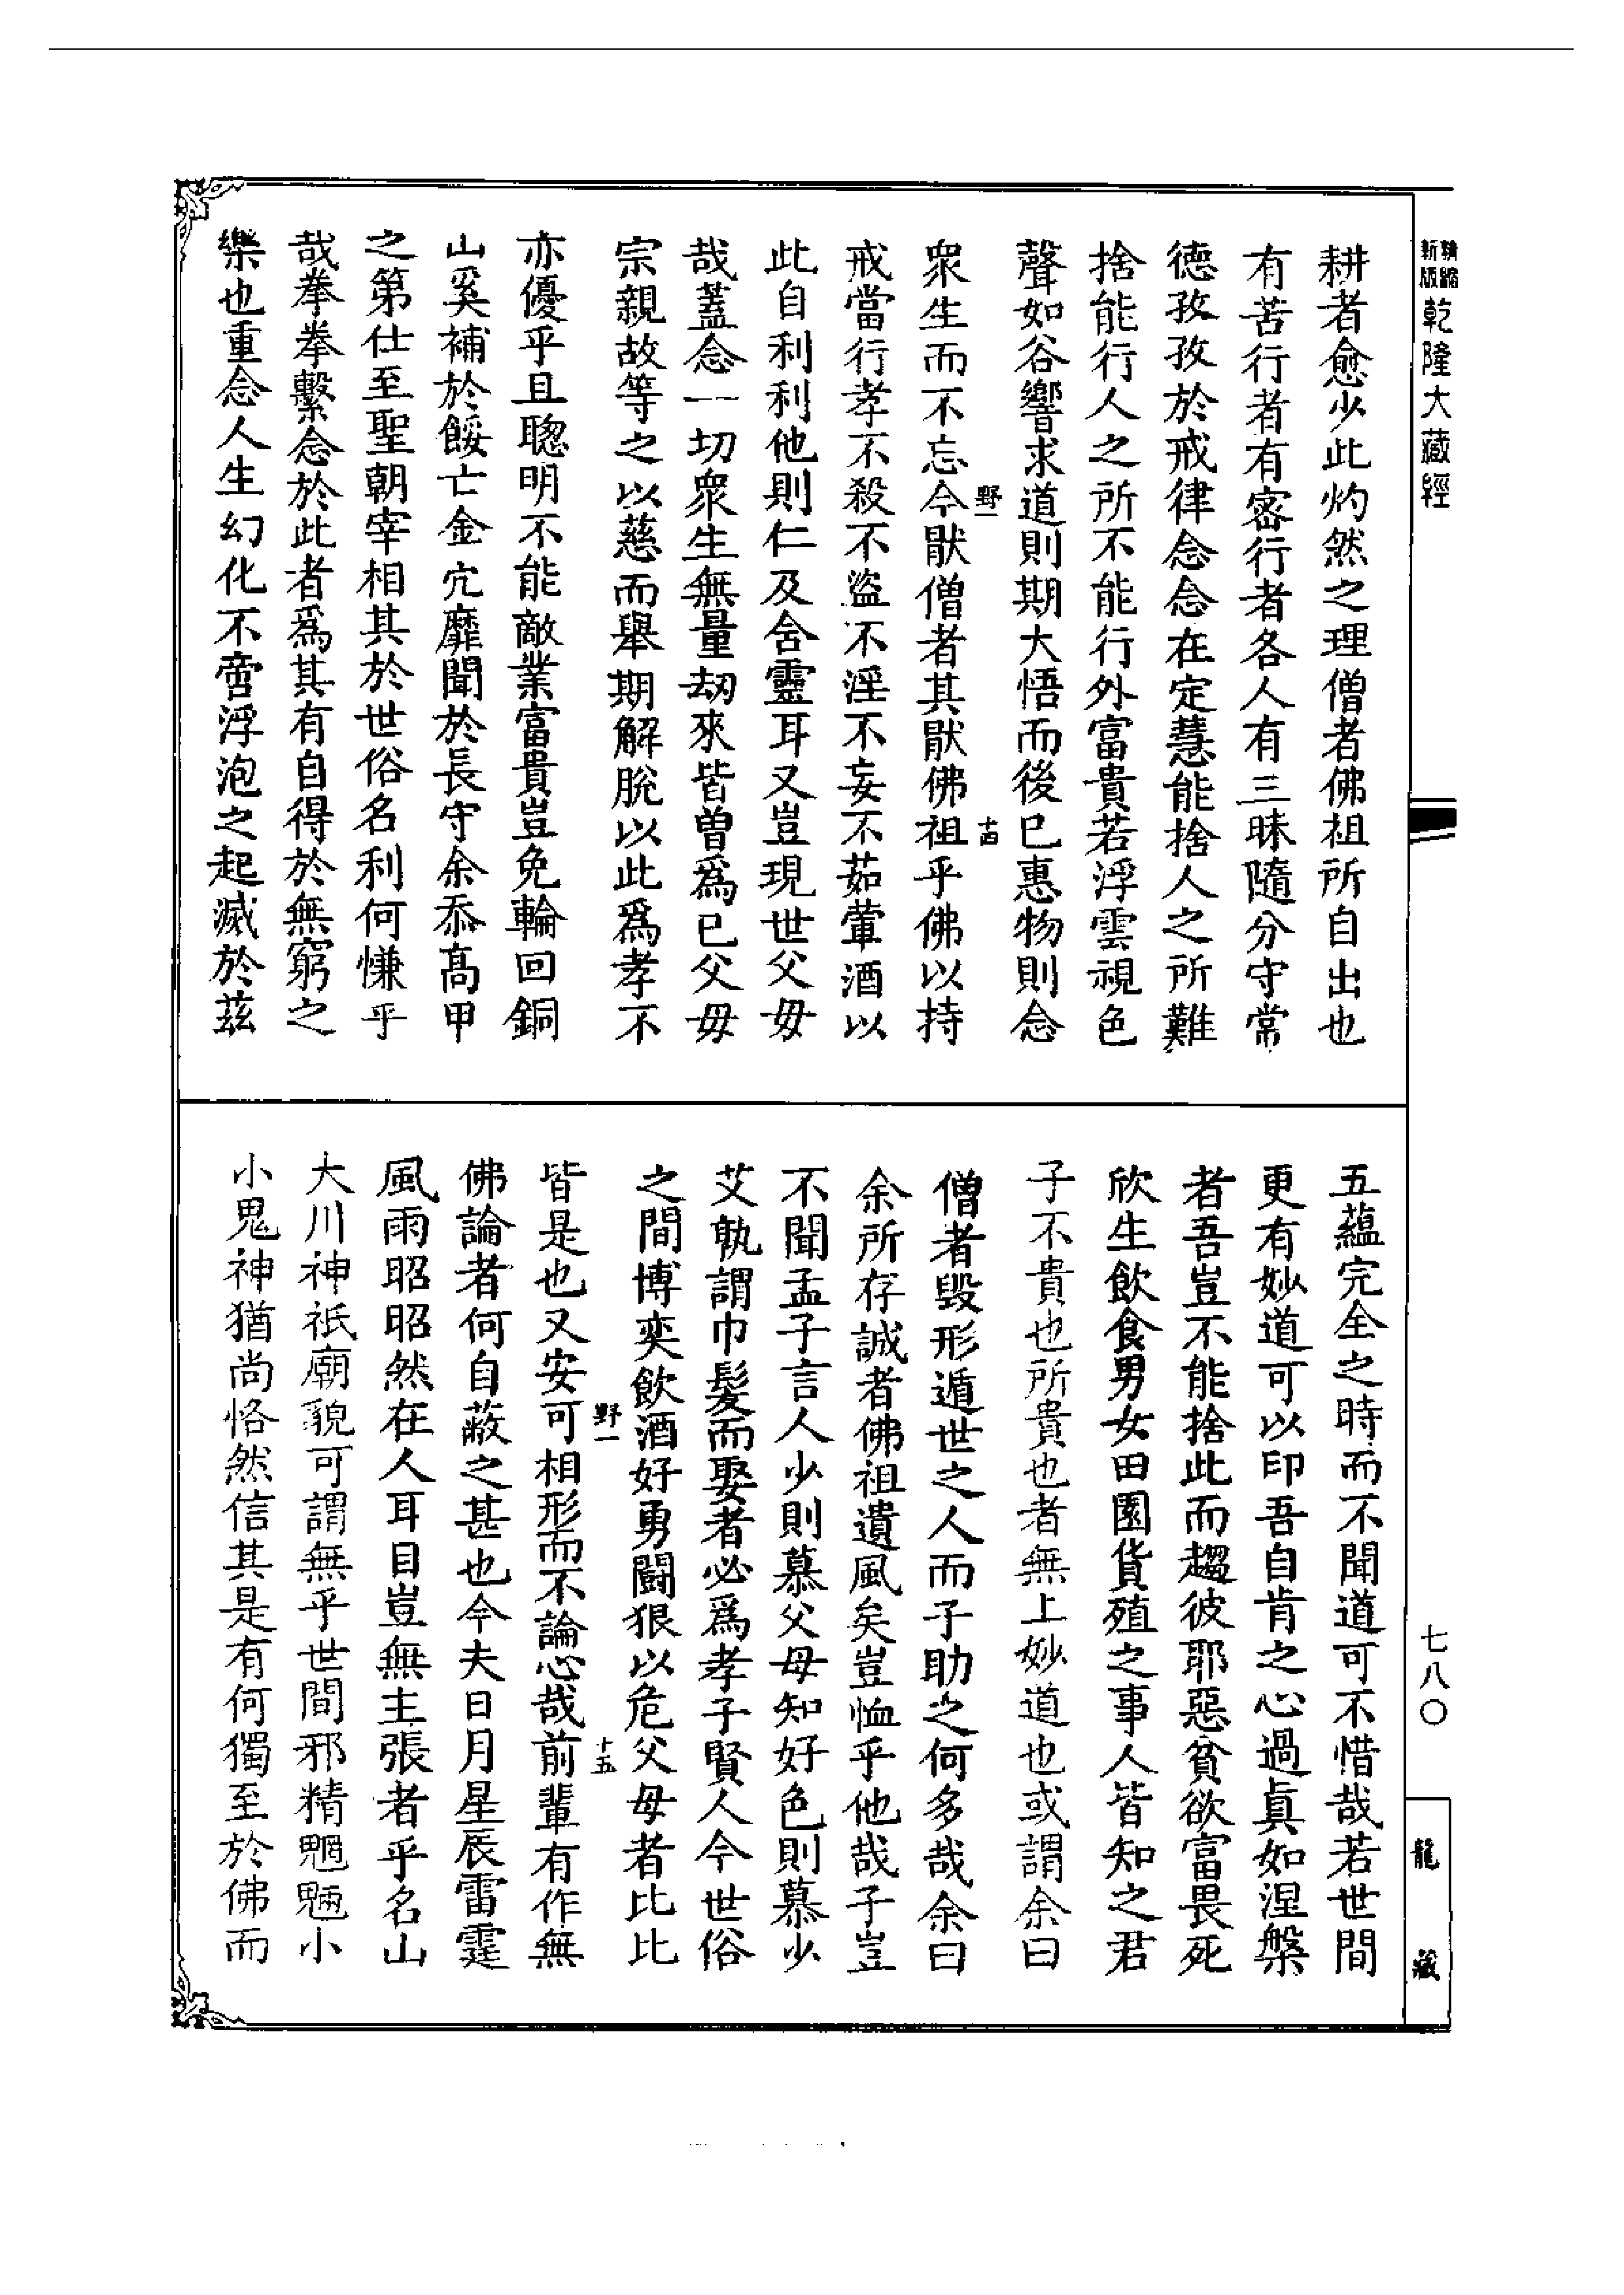 精縮新版乾隆大藏經
耕者愈少此灼然之理僧者佛祖所自出也
有苦行者有密行者各人有三昧隨分守常
德孜孜於戒律念念在定慧能捨人之所難
捨能行人之所不能行外富貴若浮雲視色
聲如谷響求道則期大悟而後已惠物則念
衆生而不忘今猒僧者其猒佛祖乎佛以持
野一
十四
戒當行孝不殺不盜不淫不妄不茹葷酒以
此自利利他則仁及含靈耳又豈現世父母
哉蓋念一切衆生無量劫來皆曾爲已父母
宗親故等之以慈而舉期解脫以此爲孝不
亦優乎且聰明不能敵業富貴豈免輪回銅
山奚補於餒亡金穴靡聞於長守余忝高甲
之第仕至聖朝宰相其於世俗名利何慊乎
哉拳拳繫念於此者爲其有自得於無窮之
樂也重念人生幻化不啻浮泡之起滅於茲
五蘊完全之時而不聞道可不惜哉若世間
更有妙道可以印吾自肯之心過眞如涅槃
者吾豈不能捨此而趨彼耶惡貧欲富畏死
欣生飲食男女田園貨殖之事人皆知之君
子不貴也所貴也者無上妙道也或謂余曰
僧者毀形遁世之人而子助之何多哉余曰
余所存誠者佛祖遺風矣豈恤乎他哉子豈
不聞孟子言人少則慕父母知好色則慕少
艾孰謂巾髮而娶者必爲孝子賢人今世俗
之間博奕飲酒好勇鬪狠以危父母者比比
野一
十五
皆是也又安可相形而不論心哉前輩有作無
佛論者何自蔽之甚也今夫日月星辰雷霆
風雨昭昭然在人耳目豈無主張者乎名山
大川神祇廟貌可謂無乎世間邪精魍魎小
小鬼神猶尚恪然信其是有何獨至於佛而
七八〇
龍藏